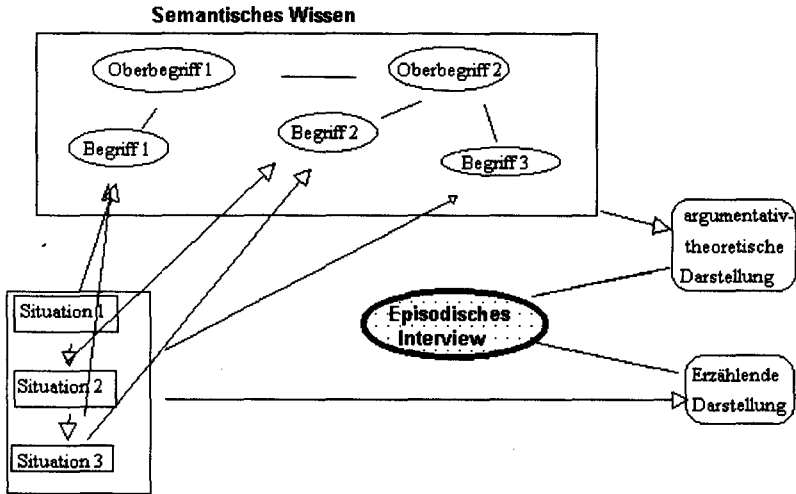 Semantisches Wissen
Oberbegriff 1
Oberbegriff 2
Begriff 1
Begriff 2
Begriff 3
argumentativ-
theoretische
Darstellung
Situation 1
Situation 2
Situation 3
Episodisches
Interview
Erzählende
Darstellung